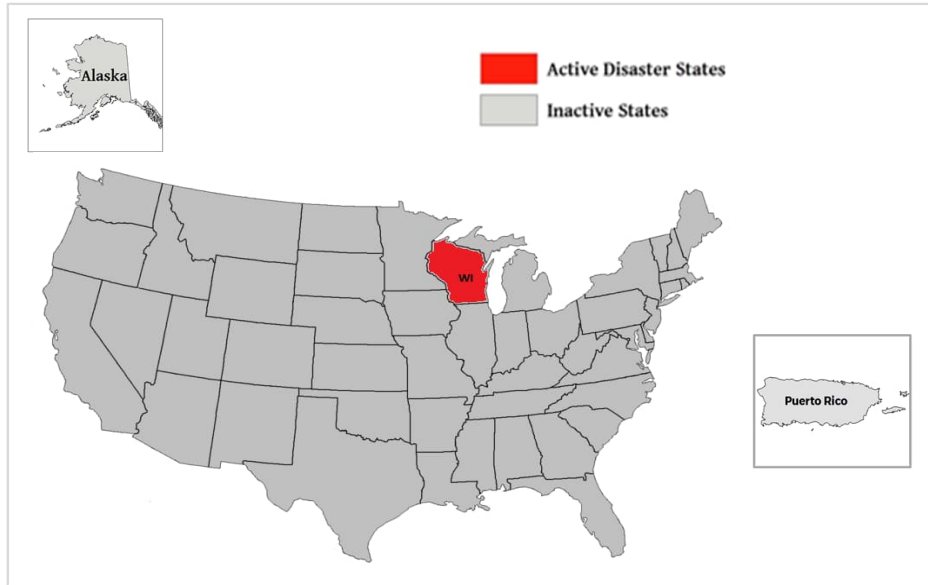 Alaska
Active Disaster States
Inactive States
WI
Puerto Rico